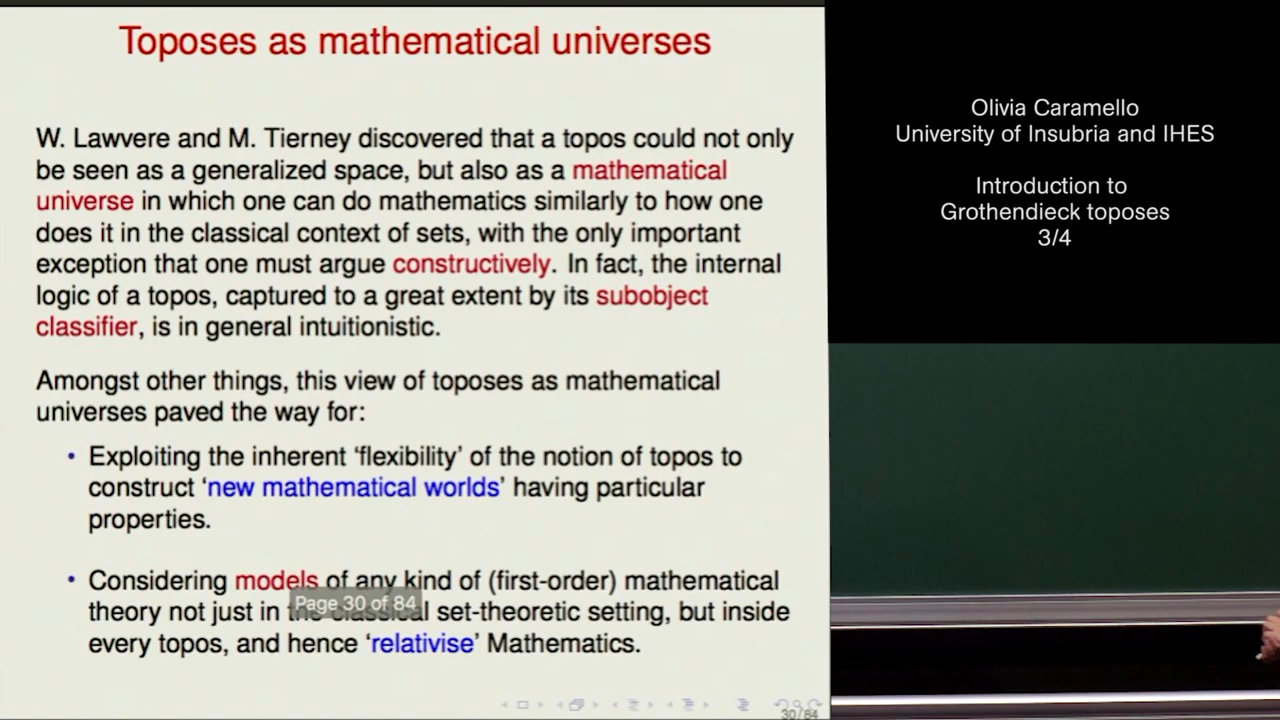 Toposes as mathematical universes
W. Lawvere and M. Tierney discovered that a topos could not only
be seen as a generalized space, but also as a mathematical
universe in which one can do mathematics similarly to how one
does it in the classical context of sets, with the only important
exception that one must argue constructively. In fact, the internal
logic of a topos, captured to a great extent by its subobject
classifier, is in general intuitionistic.
Amongst other things, this view of toposes as mathematical
universes paved the way for:
• Exploiting the inherent ‘flexibility’ of the notion of topos to
construct ‘new mathematical worlds’ having particular
properties.
• Considering models of any kind of (first-order) mathematical
theory not just in the classical set-theoretic setting, but inside
every topos, and hence ‘relativise’ Mathematics.
Page 30 of 84
30/84
Olivia Caramello
University of Insubria and IHES
Introduction to
Grothendieck toposes
3/4